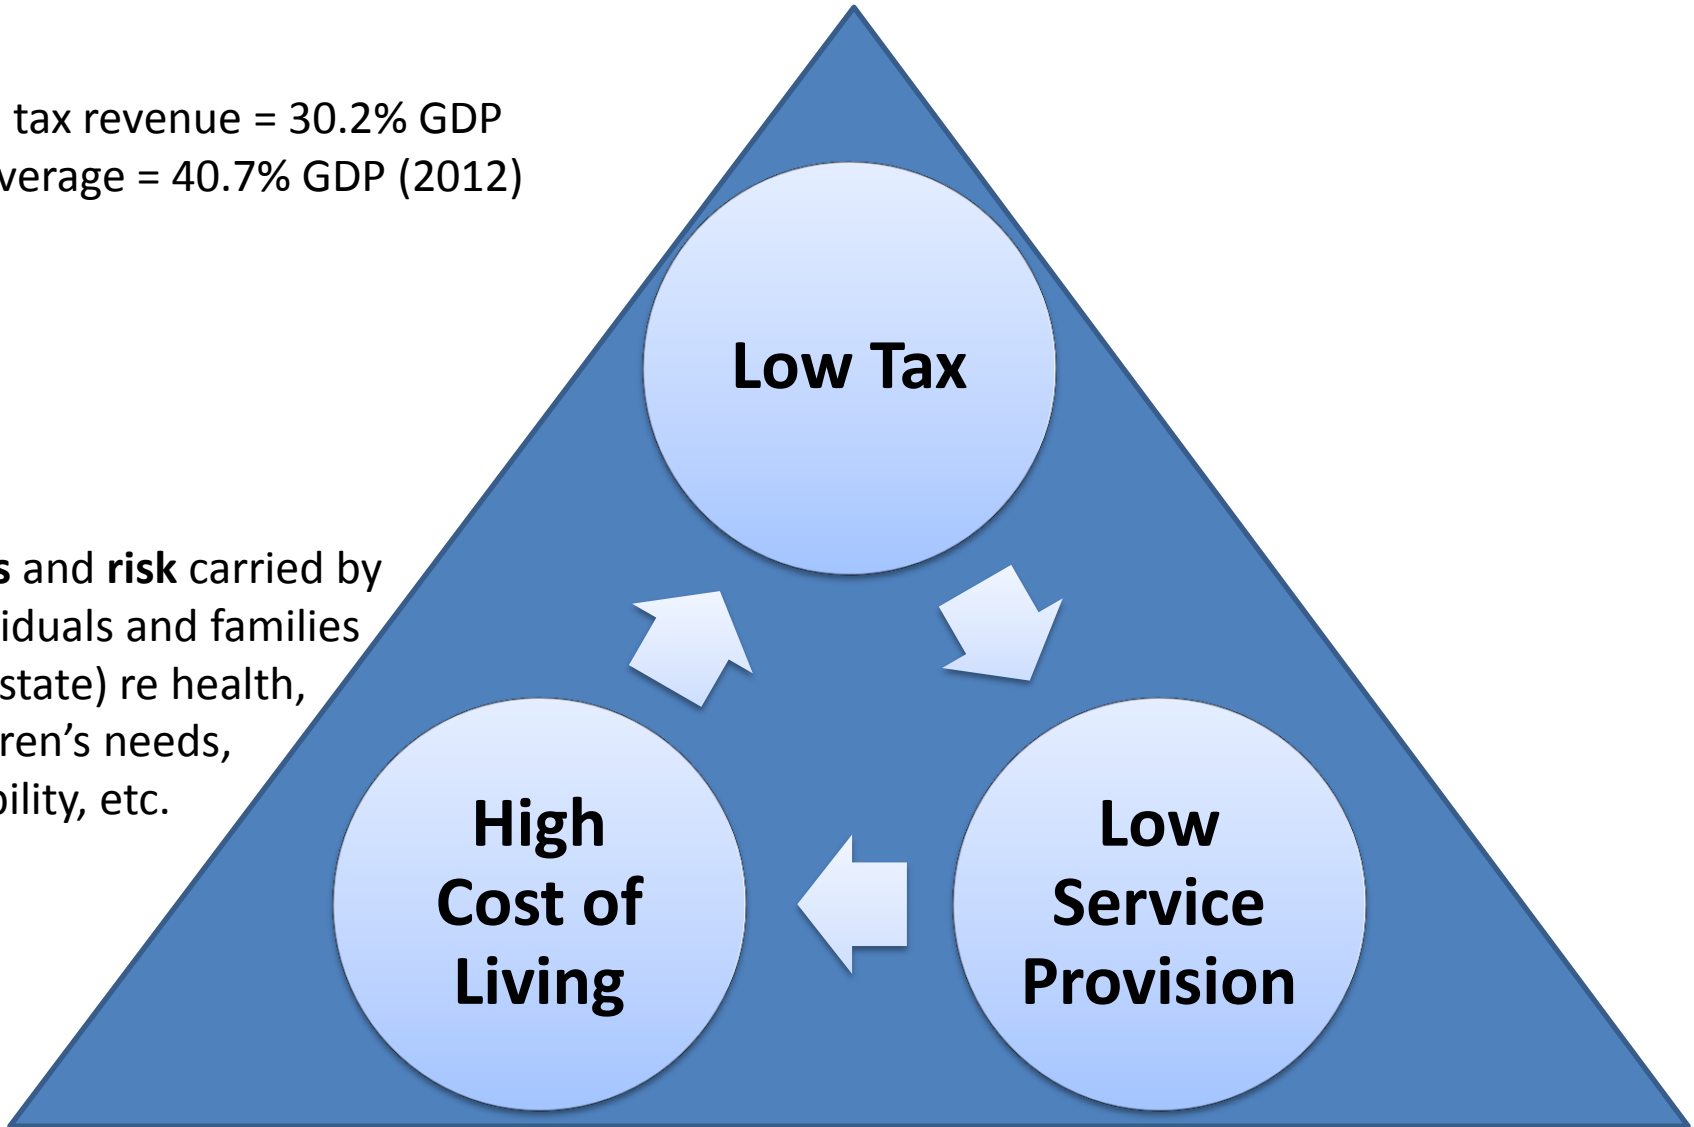 tax revenue = 30.2% GDP
verage = 40.7% GDP (2012)
Low Tax
s and risk carried by
iduals and families
state) re health,
ren’s needs,
bility, etc.
High
Cost of
Living
Low
Service
Provision